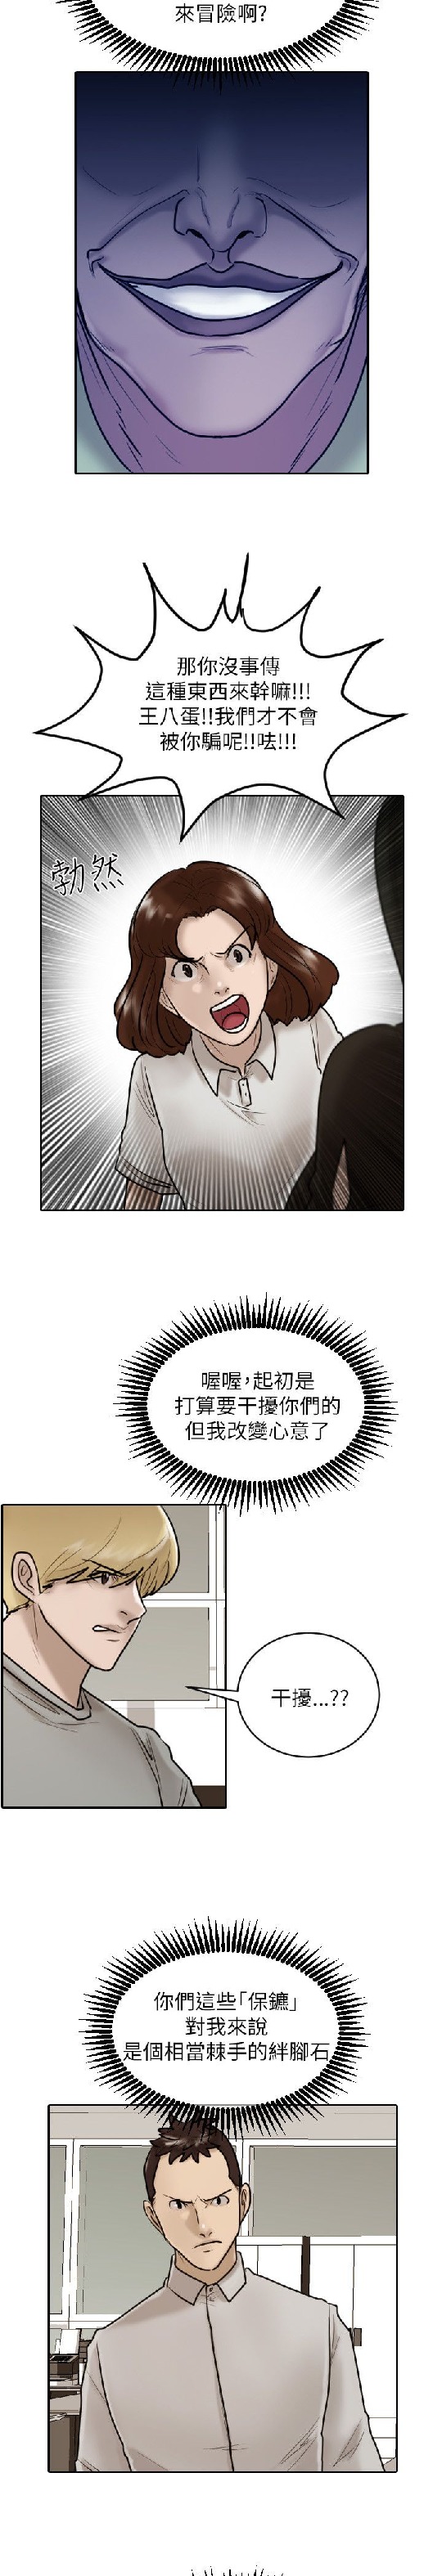 來冒險啊?
那你沒事傳
這種東西來幹嘛!!!
王八蛋!!我們才不會
被你騙呢!!呿!!!
勃然
喔喔,起初是
打算要干擾你們的
但我改變心意了
干擾...??
你們這些「保鑣」
對我來說
是個相當棘手的絆腳石